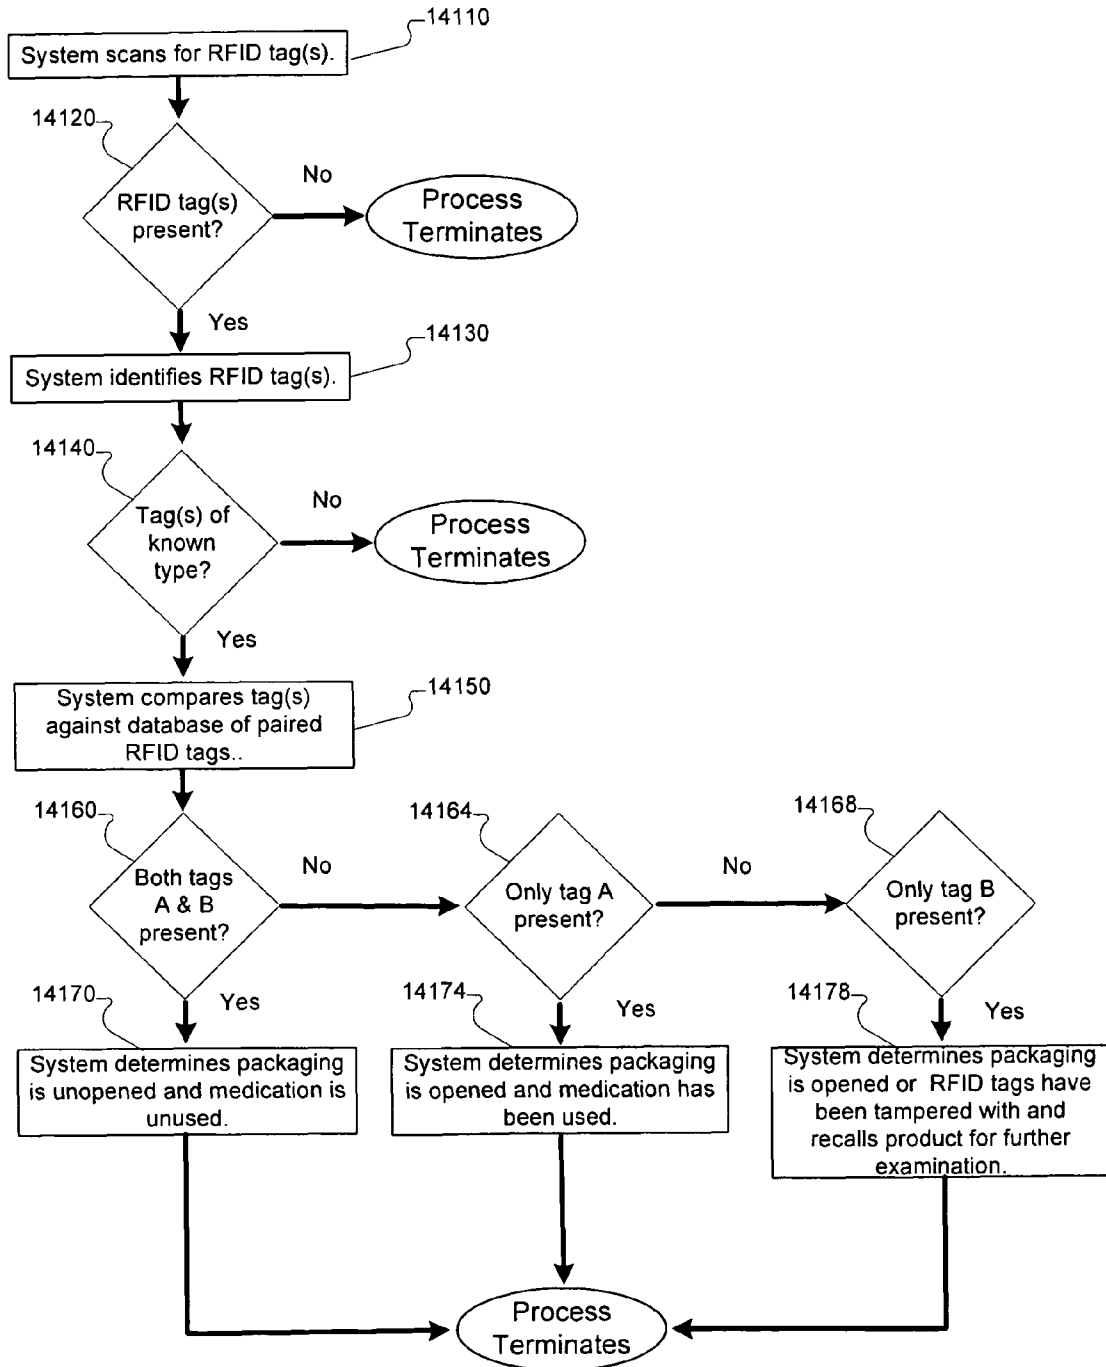 14110
System scans for RFID tag(s).
14120
RFID tag(s)
present?
No
Process
Terminates
Yes
14130
System identifies RFID tag(s).
14140
Tag(s) of
known
type?
No
Process
Terminates
Yes
14150
System compares tag(s)
against database of paired
RFID tags..
14160
Both tags
A & B
present?
No
14164
Only tag A
present?
No
14168
Only tag B
present?
14170
Yes
System determines packaging
is unopened and medication is
unused.
14174
Yes
System determines packaging
is opened and medication has
been used.
14178
Yes
System determines packaging
is opened or RFID tags have
been tampered with and
recalls product for further
examination.
Process
Terminates